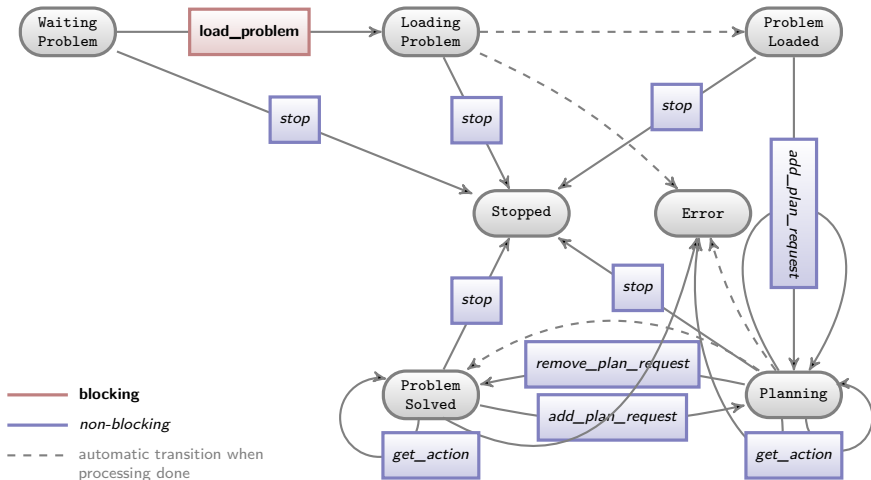 Waiting
Problem
load_problem
Loading
Problem
Problem
Loaded
stop
stop
stop
add_plan_request
Stopped
Error
stop
stop
remove_plan_request
Problem
Solved
add_plan_request
Planning
get_action
get_action
blocking
non-blocking
automatic transition when
processing done